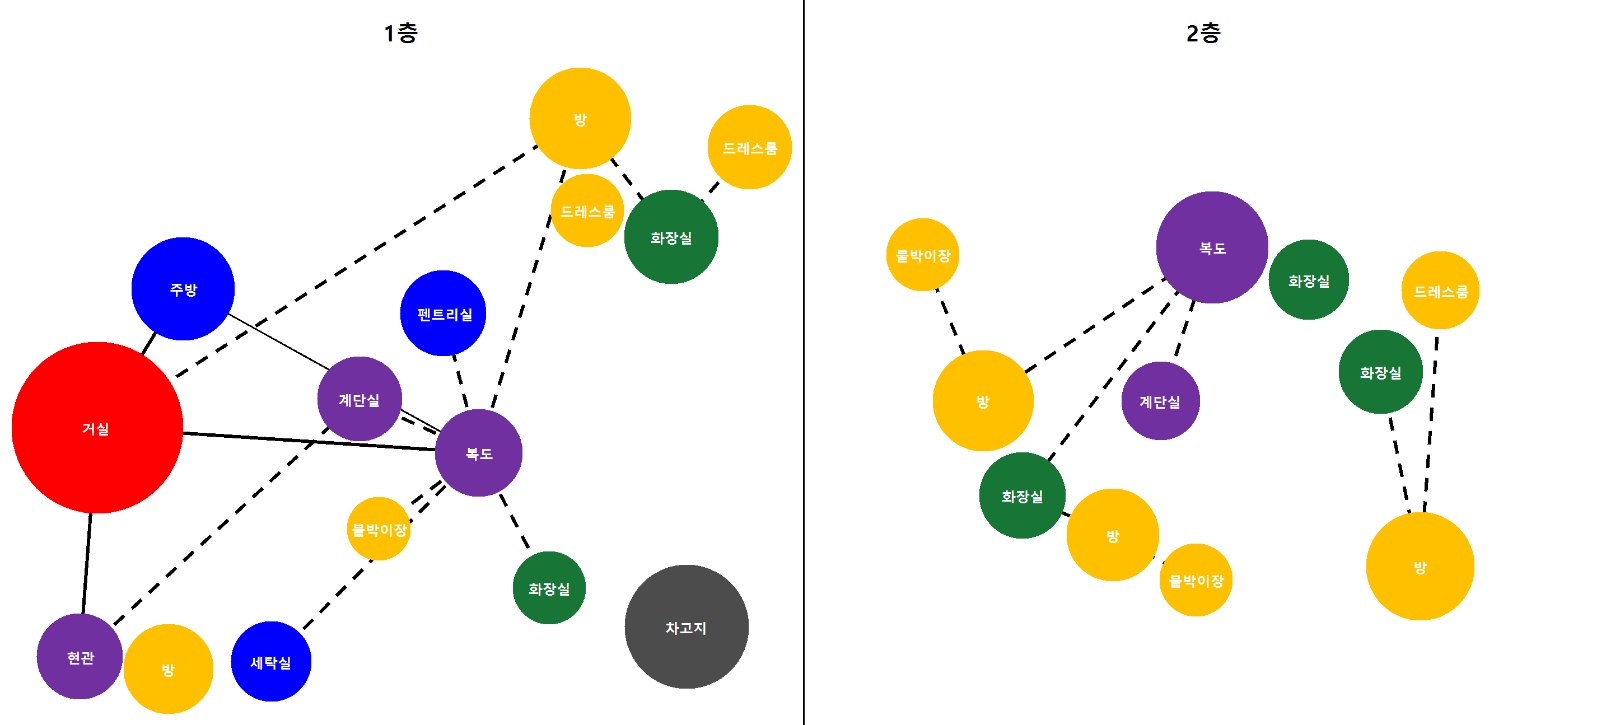 1층
방
드레스룸
드레스룸
화장실
주방
펜트리실
계단실
거실
복도
붙박이장
화장실
차고지
현관
방
세탁실
2층
붙박이장
복도
화장실
드레스룸
화장실
방
계단실
화장실
방
붙박이장
방